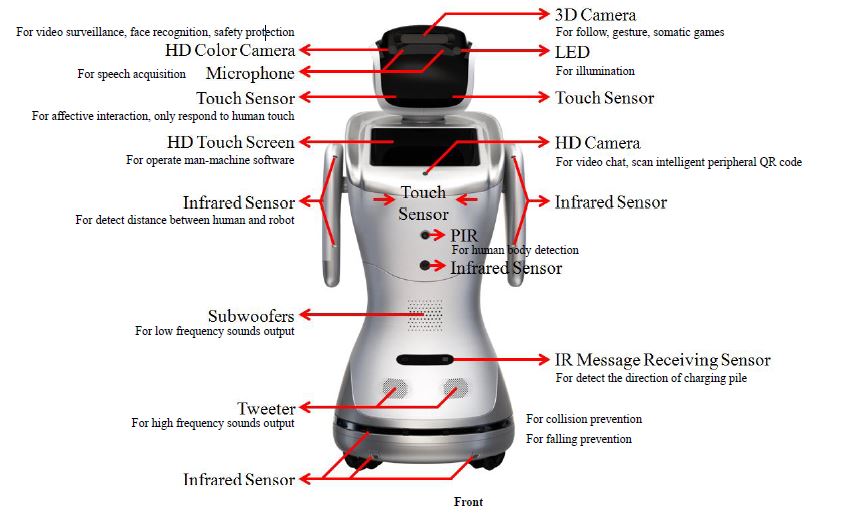 3D Camera
For video surveillance, face recognition, safety protection
For follow, gesture, somatic games
HD Color Camera
LED
For speech acquisition
Microphone
For illumination
Touch Sensor
Touch Sensor
For affective interaction, only respond to human touch
HD Touch Screen
HD Camera
For operate man-machine software
For video chat, scan intelligent peripheral QR code
Touch
Sensor
Infrared Sensor
Infrared Sensor
For detect distance between human and robot
PIR
For human body detection
Infrared Sensor
Subwoofers
For low frequency sounds output
IR Message Receiving Sensor
For detect the direction of charging pile
Tweeter
For high frequency sounds output
For collision prevention
For falling prevention
Infrared Sensor
Front